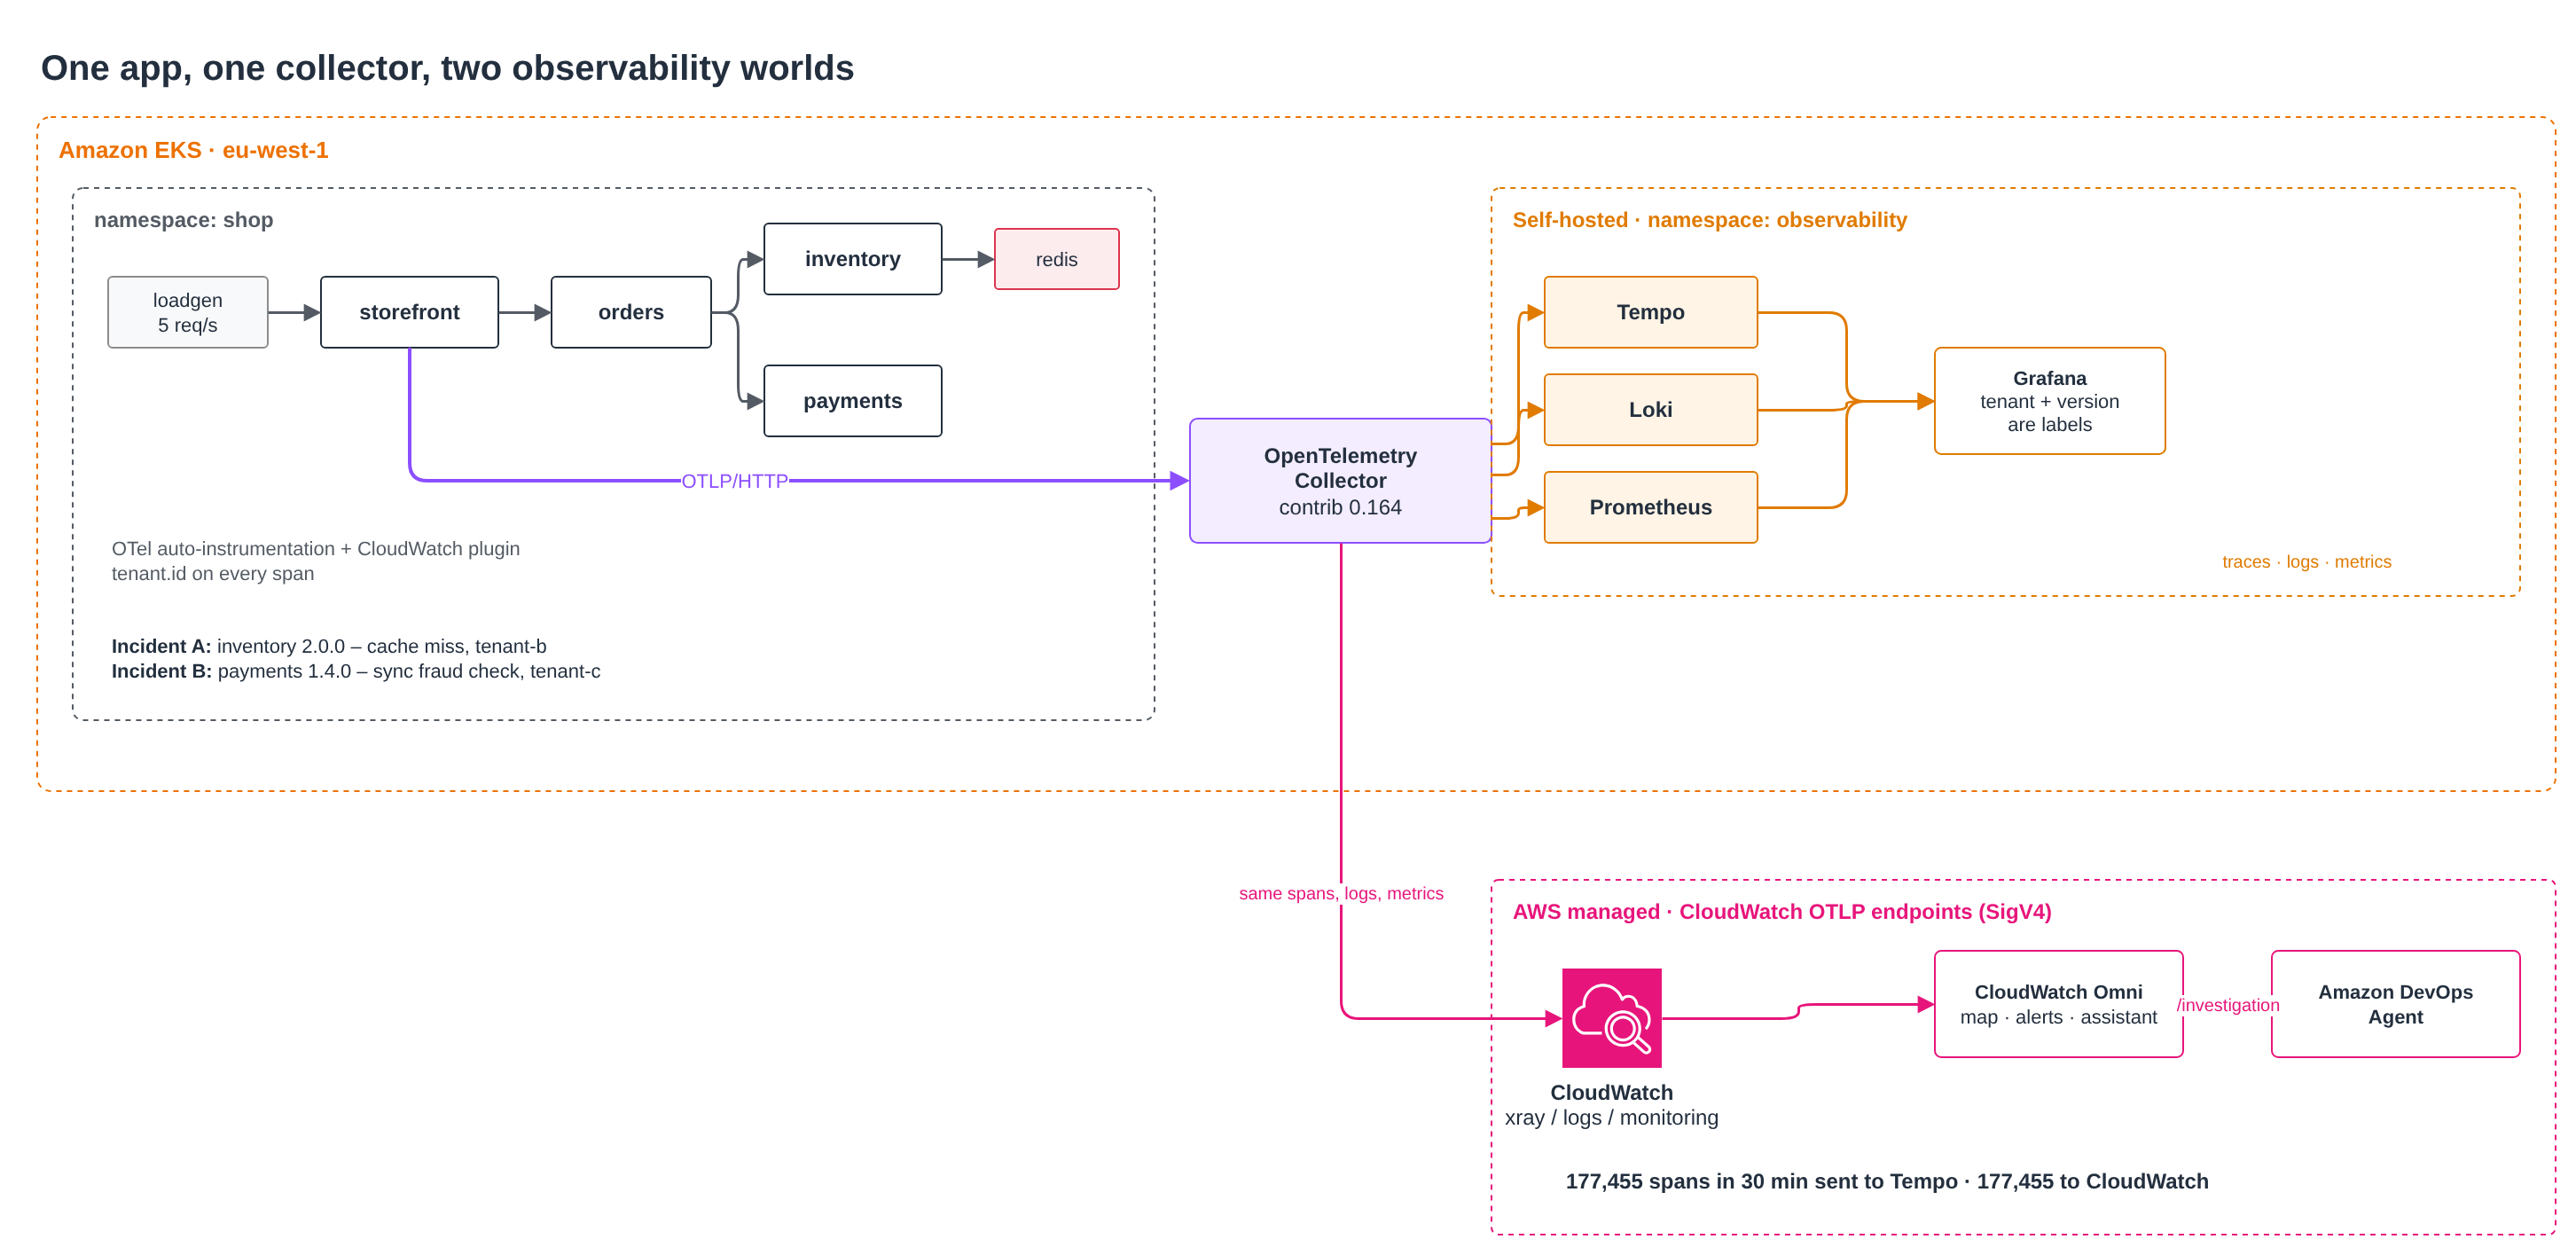 One app, one collector, two observability worlds
Amazon EKS · eu-west-1
namespace: shop
loadgen
5 req/s
storefront
orders
inventory
redis
payments
OTLP/HTTP
OTel auto-instrumentation + CloudWatch plugin
tenant.id on every span
Incident A: inventory 2.0.0 – cache miss, tenant-b
Incident B: payments 1.4.0 – sync fraud check, tenant-c
OpenTelemetry
Collector
contrib 0.164
Self-hosted · namespace: observability
Tempo
Loki
Prometheus
Grafana
tenant + version
are labels
traces · logs · metrics
same spans, logs, metrics
AWS managed · CloudWatch OTLP endpoints (SigV4)
CloudWatch
xray / logs / monitoring
CloudWatch Omni
map · alerts · assistant
/investigation
Amazon DevOps
Agent
177,455 spans in 30 min sent to Tempo · 177,455 to CloudWatch